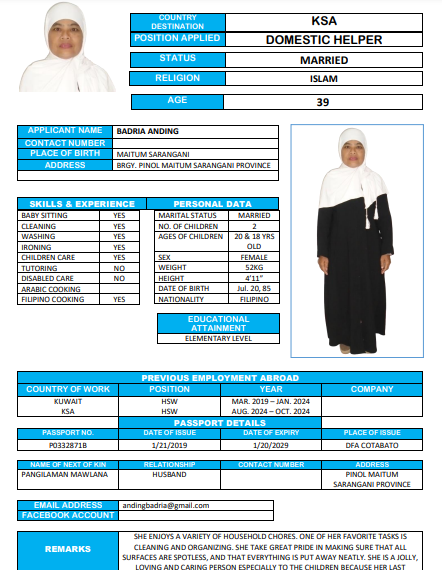 COUNTRY DESTINATION KSA
POSITION APPLIED DOMESTIC HELPER
STATUS MARRIED
RELIGION ISLAM
AGE 39
APPLICANT NAME BADRIA ANDING
CONTACT NUMBER
PLACE OF BIRTH MAITUM SARANGANI
ADDRESS BRGY. PINOL MAITUM SARANGANI PROVINCE
SKILLS & EXPERIENCE
BABY SITTING YES
CLEANING YES
WASHING YES
IRONING YES
CHILDREN CARE YES
TUTORING NO
DISABLED CARE NO
ARABIC COOKING
FILIPINO COOKING YES
PERSONAL DATA
MARITAL STATUS MARRIED
NO. OF CHILDREN 2
AGES OF CHILDREN 20 & 18 YRS
OLD
SEX FEMALE
WEIGHT 52KG
HEIGHT 4'11"
DATE OF BIRTH Jul. 20, 85
NATIONALITY FILIPINO
EDUCATIONAL
ATTAINMENT
ELEMENTARY LEVEL
PREVIOUS EMPLOYMENT ABROAD
COUNTRY OF WORK POSITION YEAR COMPANY
KUWAIT HSW MAR. 2019 – JAN. 2024
KSA HSW AUG. 2024 – OCT. 2024
PASSPORT DETAILS
PASSPORT NO. DATE OF ISSUE DATE OF EXPIRY PLACE OF ISSUE
P0332871B 1/21/2019 1/20/2029 DFA COTABATO
NAME OF NEXT OF KIN RELATIONSHIP CONTACT NUMBER ADDRESS
PANGILAMAN MAWLANA HUSBAND PINOL MAITUM
SARANGANI PROVINCE
EMAIL ADDRESS andingbadria@gmail.com
FACEBOOK ACCOUNT
REMARKS
SHE ENJOYS A VARIETY OF HOUSEHOLD CHORES. ONE OF HER FAVORITE TASKS IS
CLEANING AND ORGANIZING. SHE TAKE GREAT PRIDE IN MAKING SURE THAT ALL
SURFACES ARE SPOTLESS, AND THAT EVERYTHING IS PUT AWAY NEATLY. SHE IS A JOLLY,
LOVING AND CARING PERSON ESPECIALLY TO THE CHILDREN BECAUSE HER LAST